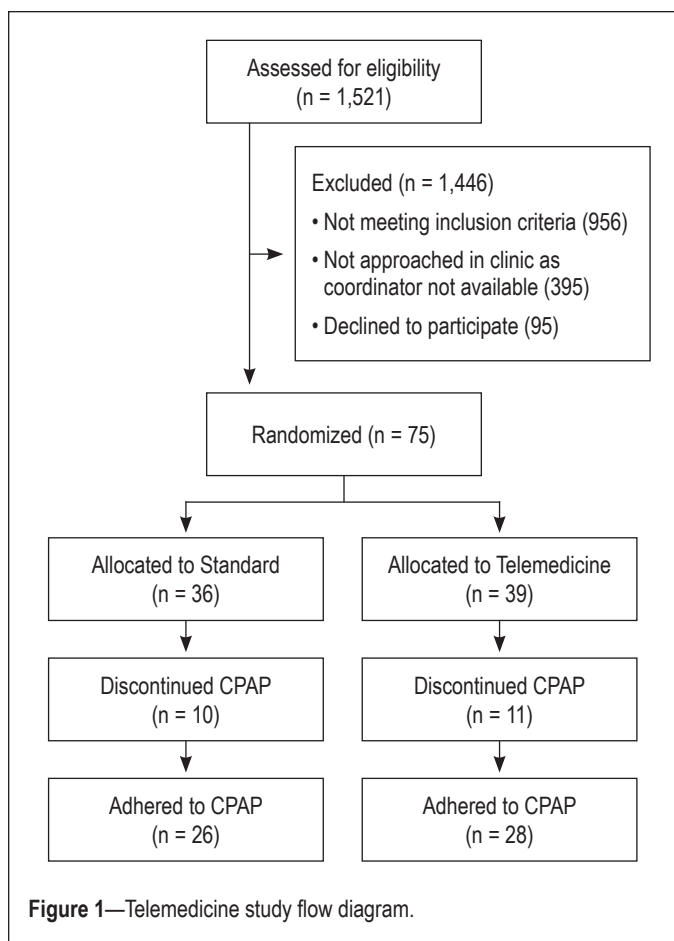 Assessed for eligibility
(n = 1,521)
Excluded (n = 1,446)
• Not meeting inclusion criteria (956)
• Not approached in clinic as
coordinator not available (395)
• Declined to participate (95)
Randomized (n = 75)
Allocated to Standard
(n = 36)
Allocated to Telemedicine
(n = 39)
Discontinued CPAP
(n = 10)
Discontinued CPAP
(n = 11)
Adhered to CPAP
(n = 26)
Adhered to CPAP
(n = 28)
Figure 1—Telemedicine study flow diagram.